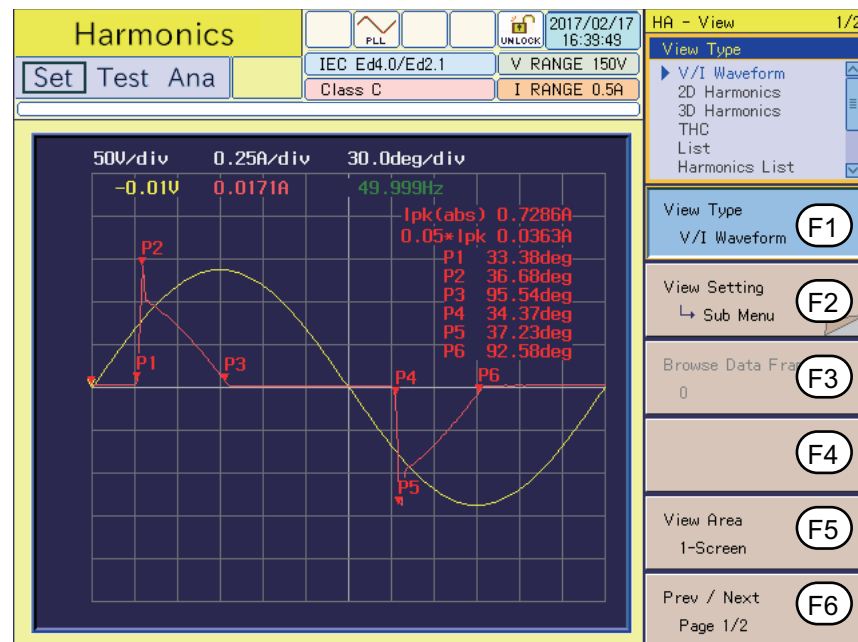 Harmonics
PLL
UNLOCK
2017/02/17
16:39:49
Set Test Ana
IEC Ed4.0/Ed2.1
V RANGE 150V
Class C
I RANGE 0.5A
50V/div 0.25A/div 30.0deg/div
-0.01V 0.0171A 49.999Hz
Ipk(abs) 0.7286A
0.05*Ipk 0.0363A
P1 33.38deg
P2 36.68deg
P3 95.54deg
P4 34.37deg
P5 37.23deg
P6 92.58deg
P2
P1
P3
P4
P6
P5
HA - View 1/2
View Type
V/I Waveform
2D Harmonics
3D Harmonics
THC
List
Harmonics List
View Type
V/I Waveform
F1
View Setting
Sub Menu
F2
Browse Data Fra
0
F3
F4
View Area
1-Screen
F5
Prev / Next
Page 1/2
F6